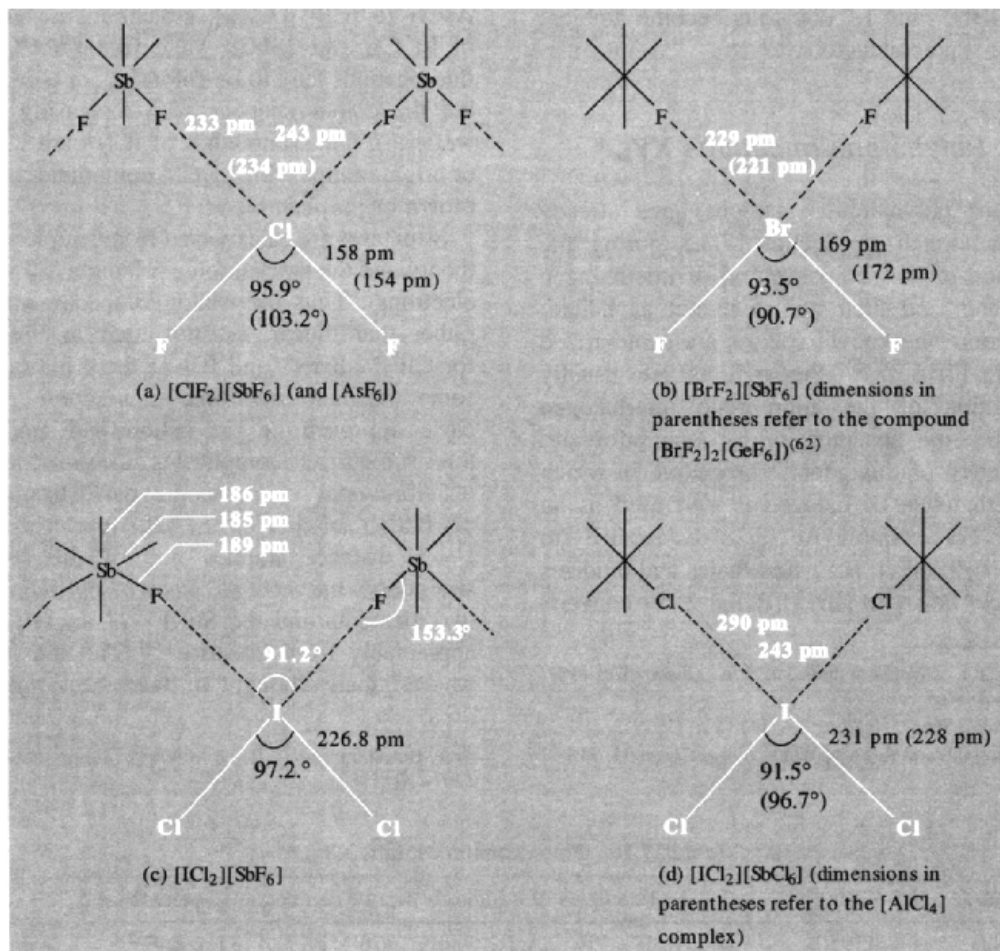 Sb
Sb
F
F
F
F
233 pm
243 pm
(234 pm)
Cl
158 pm
(154 pm)
95.9°
(103.2°)
F
F
(a) [ClF₂][SbF₆] (and [AsF₆])
F
F
229 pm
(221 pm)
Br
169 pm
(172 pm)
93.5°
(90.7°)
F
F
(b) [BrF₂][SbF₆] (dimensions in
parentheses refer to the compound
[BrF₂]₂[GeF₆])⁽⁶²⁾
186 pm
185 pm
189 pm
Sb
Sb
F
F
153.3°
91.2°
I
226.8 pm
97.2.°
Cl
Cl
(c) [ICl₂][SbF₆]
Cl
Cl
290 pm
243 pm
I
231 pm (228 pm)
91.5°
(96.7°)
Cl
Cl
(d) [ICl₂][SbCl₆] (dimensions in
parentheses refer to the [AlCl₄]
complex)